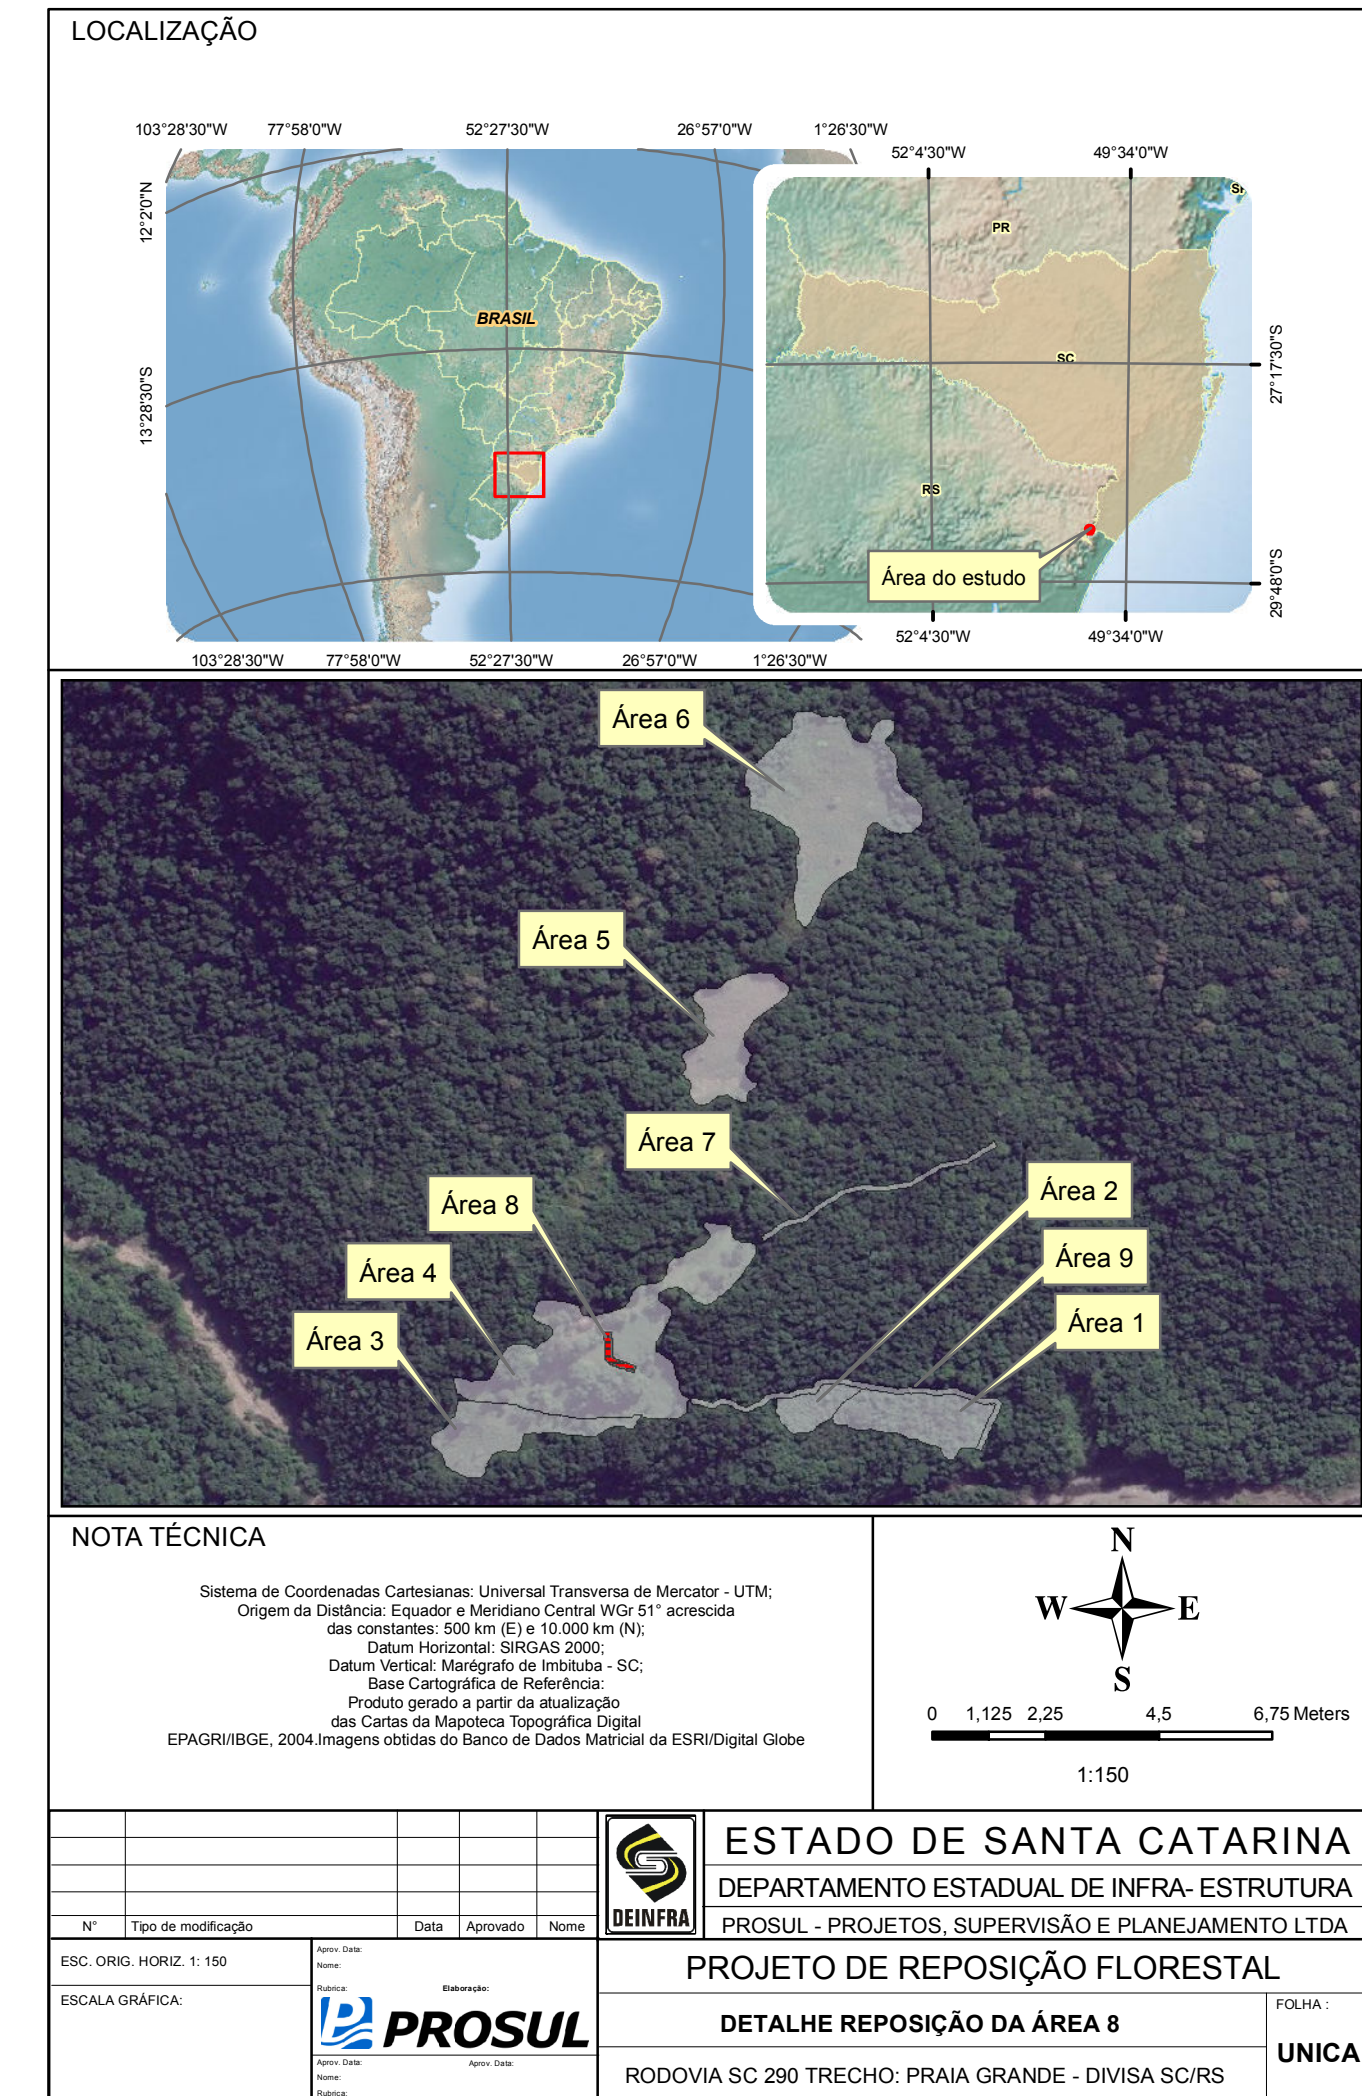 LOCALIZAÇÃO
103°28'30"W 77°58'0"W 52°27'30"W 26°57'0"W 1°26'30"W
52°4'30"W 49°34'0"W
12°2'0"N
13°28'30"S
BRASIL
PR
SC
RS
27°17'30"S
29°48'0"S
Área do estudo
52°4'30"W 49°34'0"W
103°28'30"W 77°58'0"W 52°27'30"W 26°57'0"W 1°26'30"W
Área 6
Área 5
Área 7
Área 2
Área 8
Área 9
Área 4
Área 1
Área 3
NOTA TÉCNICA
Sistema de Coordenadas Cartesianas: Universal Transversa de Mercator - UTM;
Origem da Distância: Equador e Meridiano Central WGr 51° acrescida
das constantes: 500 km (E) e 10.000 km (N);
Datum Horizontal: SIRGAS 2000;
Datum Vertical: Marégrafo de Imbituba - SC;
Base Cartográfica de Referência:
Produto gerado a partir da atualização
das Cartas da Mapoteca Topográfica Digital
EPAGRI/IBGE, 2004.Imagens obtidas do Banco de Dados Matricial da ESRI/Digital Globe
N
W E
S
0 1,125 2,25 4,5 6,75 Meters
1:150
N° Tipo de modificação Data Aprovado Nome
DEINFRA
ESTADO DE SANTA CATARINA
DEPARTAMENTO ESTADUAL DE INFRA- ESTRUTURA
PROSUL - PROJETOS, SUPERVISÃO E PLANEJAMENTO LTDA
ESC. ORIG. HORIZ. 1: 150
ESCALA GRÁFICA:
Aprov. Data:
Nome:
Rubrica: Elaboração:
PROSUL
Aprov. Data: Aprov. Data:
Nome:
Rubrica:
PROJETO DE REPOSIÇÃO FLORESTAL
DETALHE REPOSIÇÃO DA ÁREA 8
RODOVIA SC 290 TRECHO: PRAIA GRANDE - DIVISA SC/RS
FOLHA :
UNICA